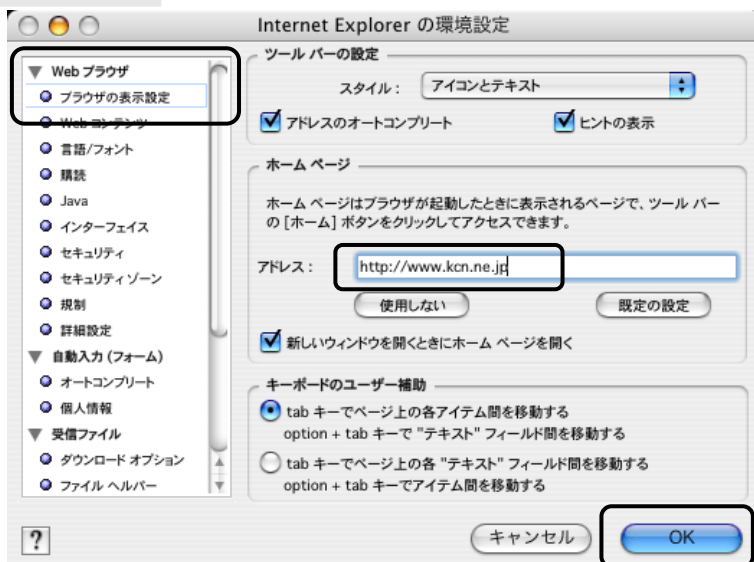 Internet Explorer の環境設定
Web ブラウザ
ブラウザの表示設定
Web コンテンツ
言語/フォント
購読
Java
インターフェイス
セキュリティ
セキュリティ ゾーン
規制
詳細設定
自動入力 (フォーム)
オートコンプリート
個人情報
受信ファイル
ダウンロード オプション
ファイル ヘルパー
ツール バーの設定
スタイル : アイコンとテキスト
アドレスのオートコンプリート ヒントの表示
ホーム ページ
ホーム ページはブラウザが起動したときに表示されるページで、ツール バー
の [ホーム] ボタンをクリックしてアクセスできます。
アドレス : http://www.kcn.ne.jp
使用しない 既定の設定
新しいウィンドウを開くときにホーム ページを開く
キーボードのユーザー補助
tab キーでページ上の各アイテム間を移動する
option + tab キーで "テキスト" フィールド間を移動する
tab キーでページ上の各 "テキスト" フィールド間を移動する
option + tab キーでアイテム間を移動する
? キャンセル OK